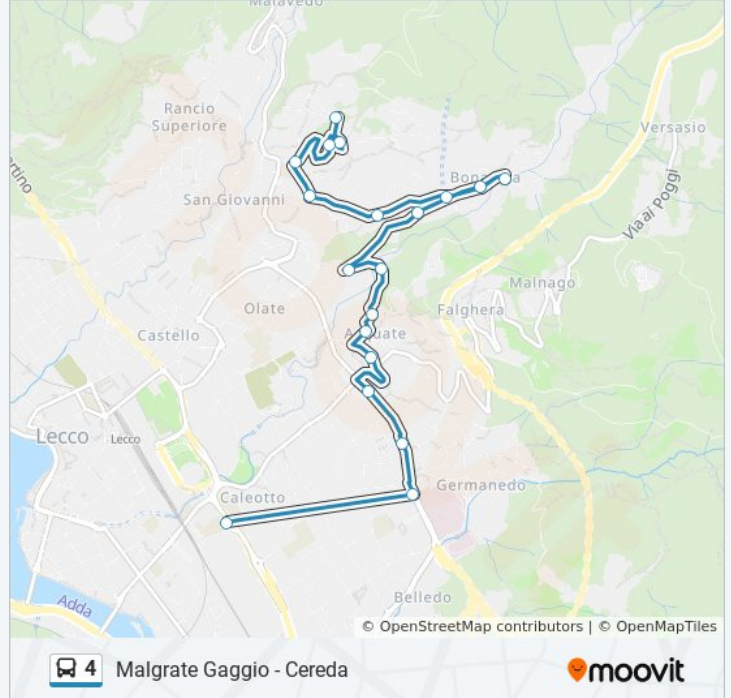 Malavedo
Rancio
Superiore
Versasio
San Giovanni
Via ai Poggi
Malnago
Olate
Falghera
Castello
Lecco
Lecco
Germanedo
Caleotto
Belledo
Adda
© OpenStreetMap contributors | © OpenMapTiles
4 Malgrate Gaggio - Cereda
moovit